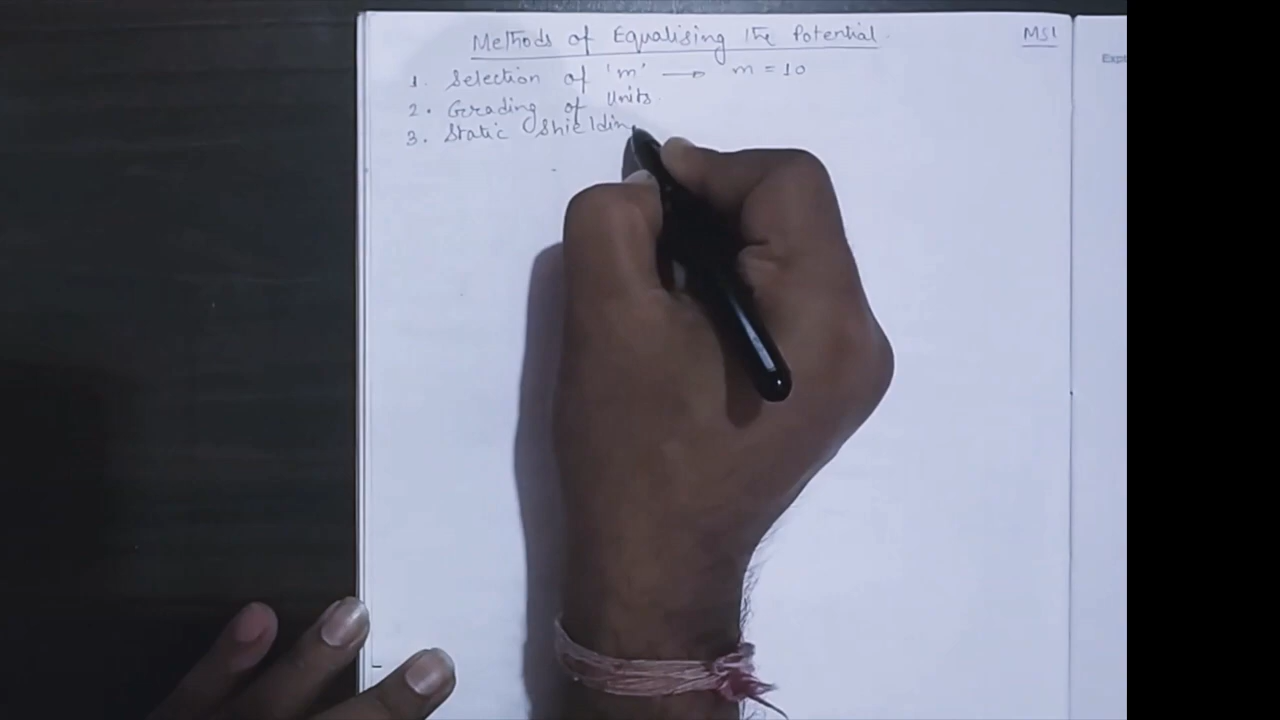 Methods of Equalising the Potential.
MSI
1. Selection of 'm' → m = 10
2. Grading of Units.
3. Static Shielding